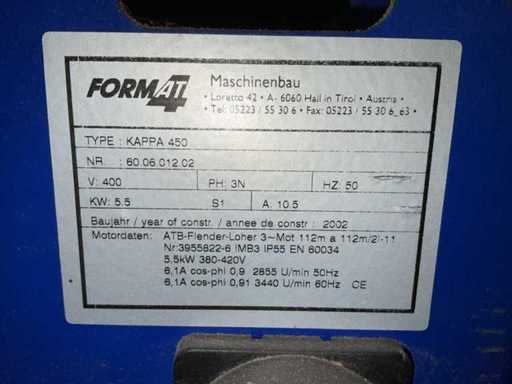 FORMAT 4
Maschinenbau
• Loretto 42 • A- 6060 Hall in Tirol • Austria •
• Tel: 05223 / 55 30 6 • Fax: 05223 / 55 30 6_63 •
TYPE : KAPPA 450
NR. : 60.06.012.02
V: 400 PH: 3N HZ: 50
KW: 5.5 S1 A: 10.5
Baujahr / year of constr. / annee de constr. : 2002
Motordaten: ATB-Flender-Loher 3~Mot 112m a 112m/2l-11
Nr:3955822-6 IMB3 IP55 EN 60034
5,5kW 380-420V
6,1A cos-phi 0,9 2855 U/min 50Hz
6,1A cos-phi 0,91 3440 U/min 60Hz CE